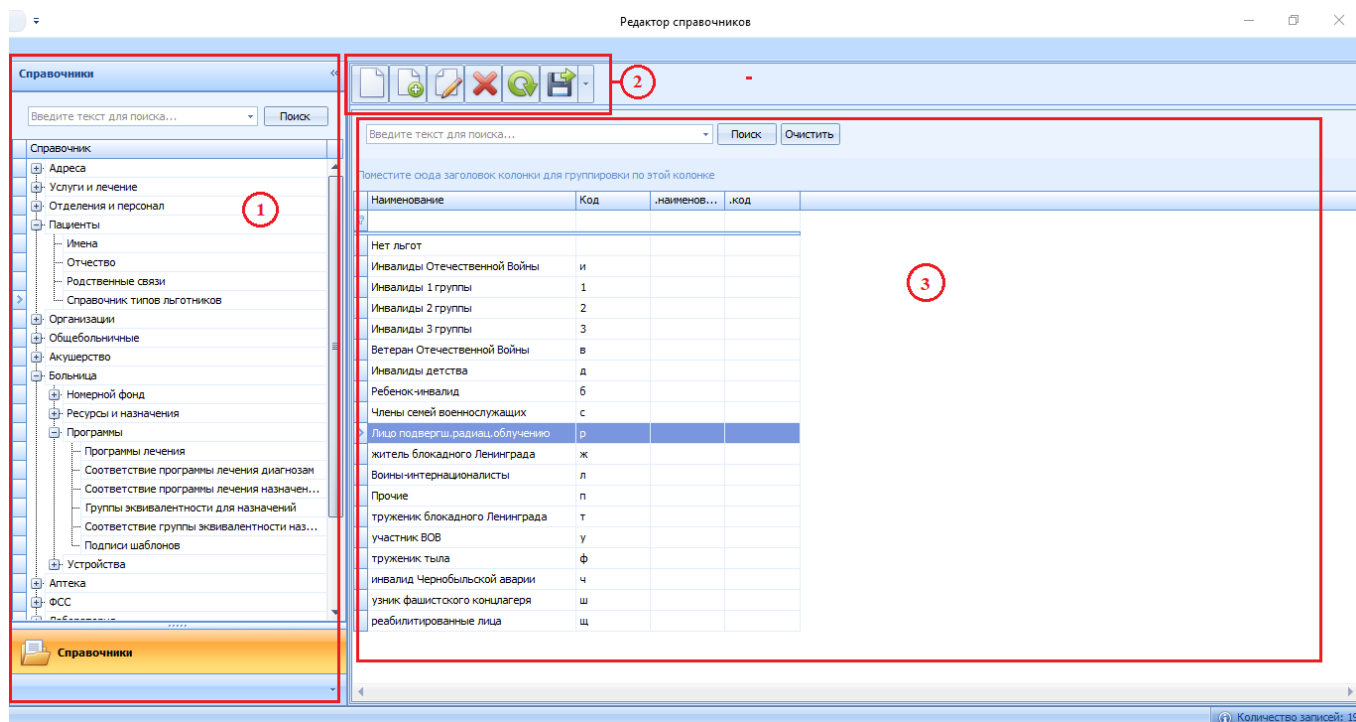 Редактор справочников
Справочники
Введите текст для поиска...
Поиск
Справочник
Адреса
Услуги и лечение
Отделения и персонал
Пациенты
Имена
Отчество
Родственные связи
Справочник типов льготников
Организации
Общебольничные
Акушерство
Больница
Номерной фонд
Ресурсы и назначения
Программы
Программы лечения
Соответствие программы лечения диагнозам
Соответствие программы лечения назначен...
Группы эквивалентности для назначений
Соответствие группы эквивалентности наз...
Подписи шаблонов
Устройства
Аптека
ФСС
Справочники
1
2
Введите текст для поиска... Поиск Очистить
Поместите сюда заголовок колонки для группировки по этой колонке
Наименование Код .наименов... .код
Нет льгот
Инвалиды Отечественной Войны и
Инвалиды 1 группы 1
Инвалиды 2 группы 2
Инвалиды 3 группы 3
Ветеран Отечественной Войны в
Инвалиды детства д
Ребенок-инвалид б
Члены семей военнослужащих с
Лицо подвергш.радиац.облучению р
житель блокадного Ленинграда ж
Воины-интернационалисты л
Прочие п
труженик блокадного Ленинграда т
участник ВОВ у
труженик тыла ф
инвалид Чернобыльской аварии ч
узник фашистского концлагеря ш
реабилитированные лица щ
3
Количество записей: 19